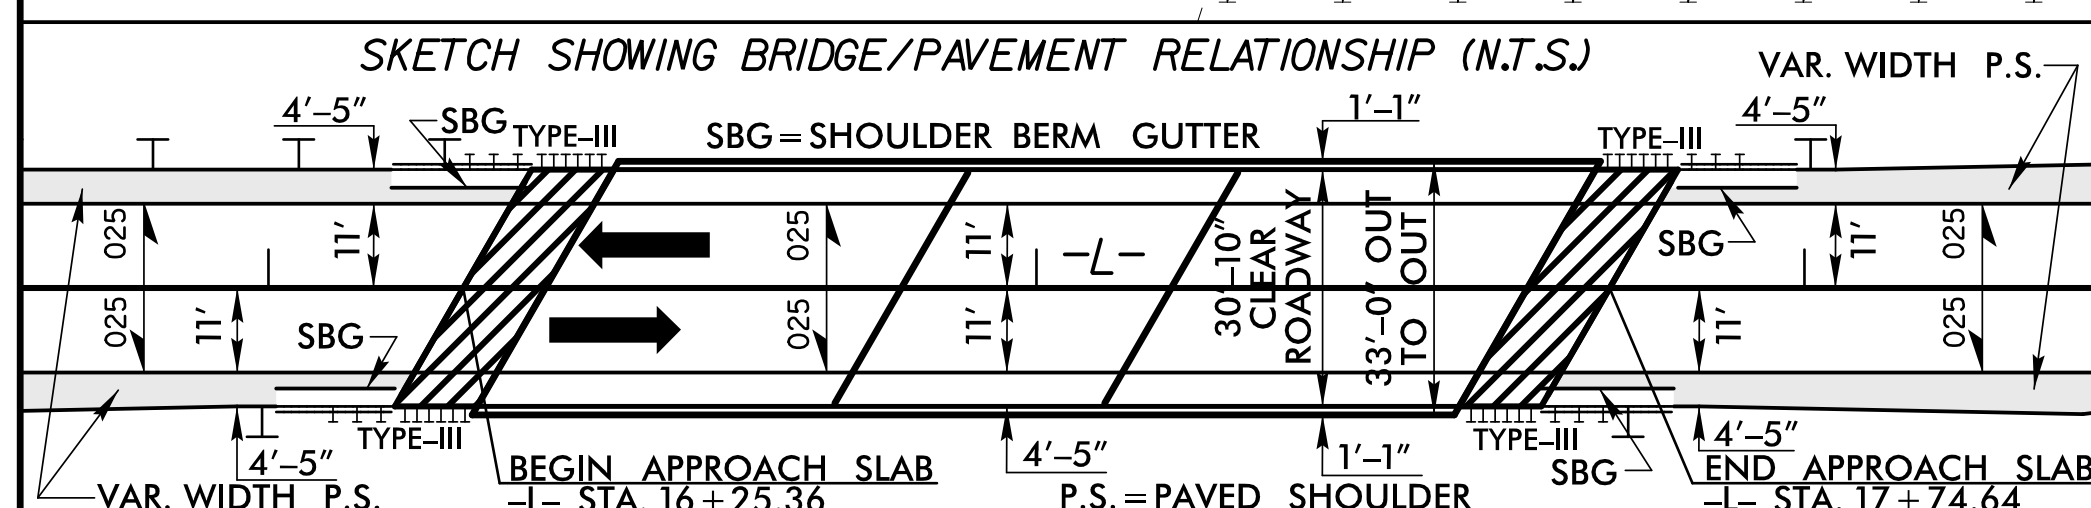 SKETCH SHOWING BRIDGE/PAVEMENT RELATIONSHIP (N.T.S.)
VAR. WIDTH P.S.
4'-5"
SBG
TYPE-III
SBG=SHOULDER BERM GUTTER
1'-1"
TYPE-III
4'-5"
025
11'
025
11'
-L-
30'-10"
CLEAR
ROADWAY
33'-0" OUT
TO OUT
SBG
11'
025
025
11'
SBG
025
11'
11'
025
TYPE-III
4'-5"
BEGIN APPROACH SLAB
-L- STA. 16+25.36
4'-5"
1'-1"
TYPE-III
SBG
4'-5"
END APPROACH SLAB
-L- STA. 17+74.64
VAR. WIDTH P.S.
P.S.=PAVED SHOULDER